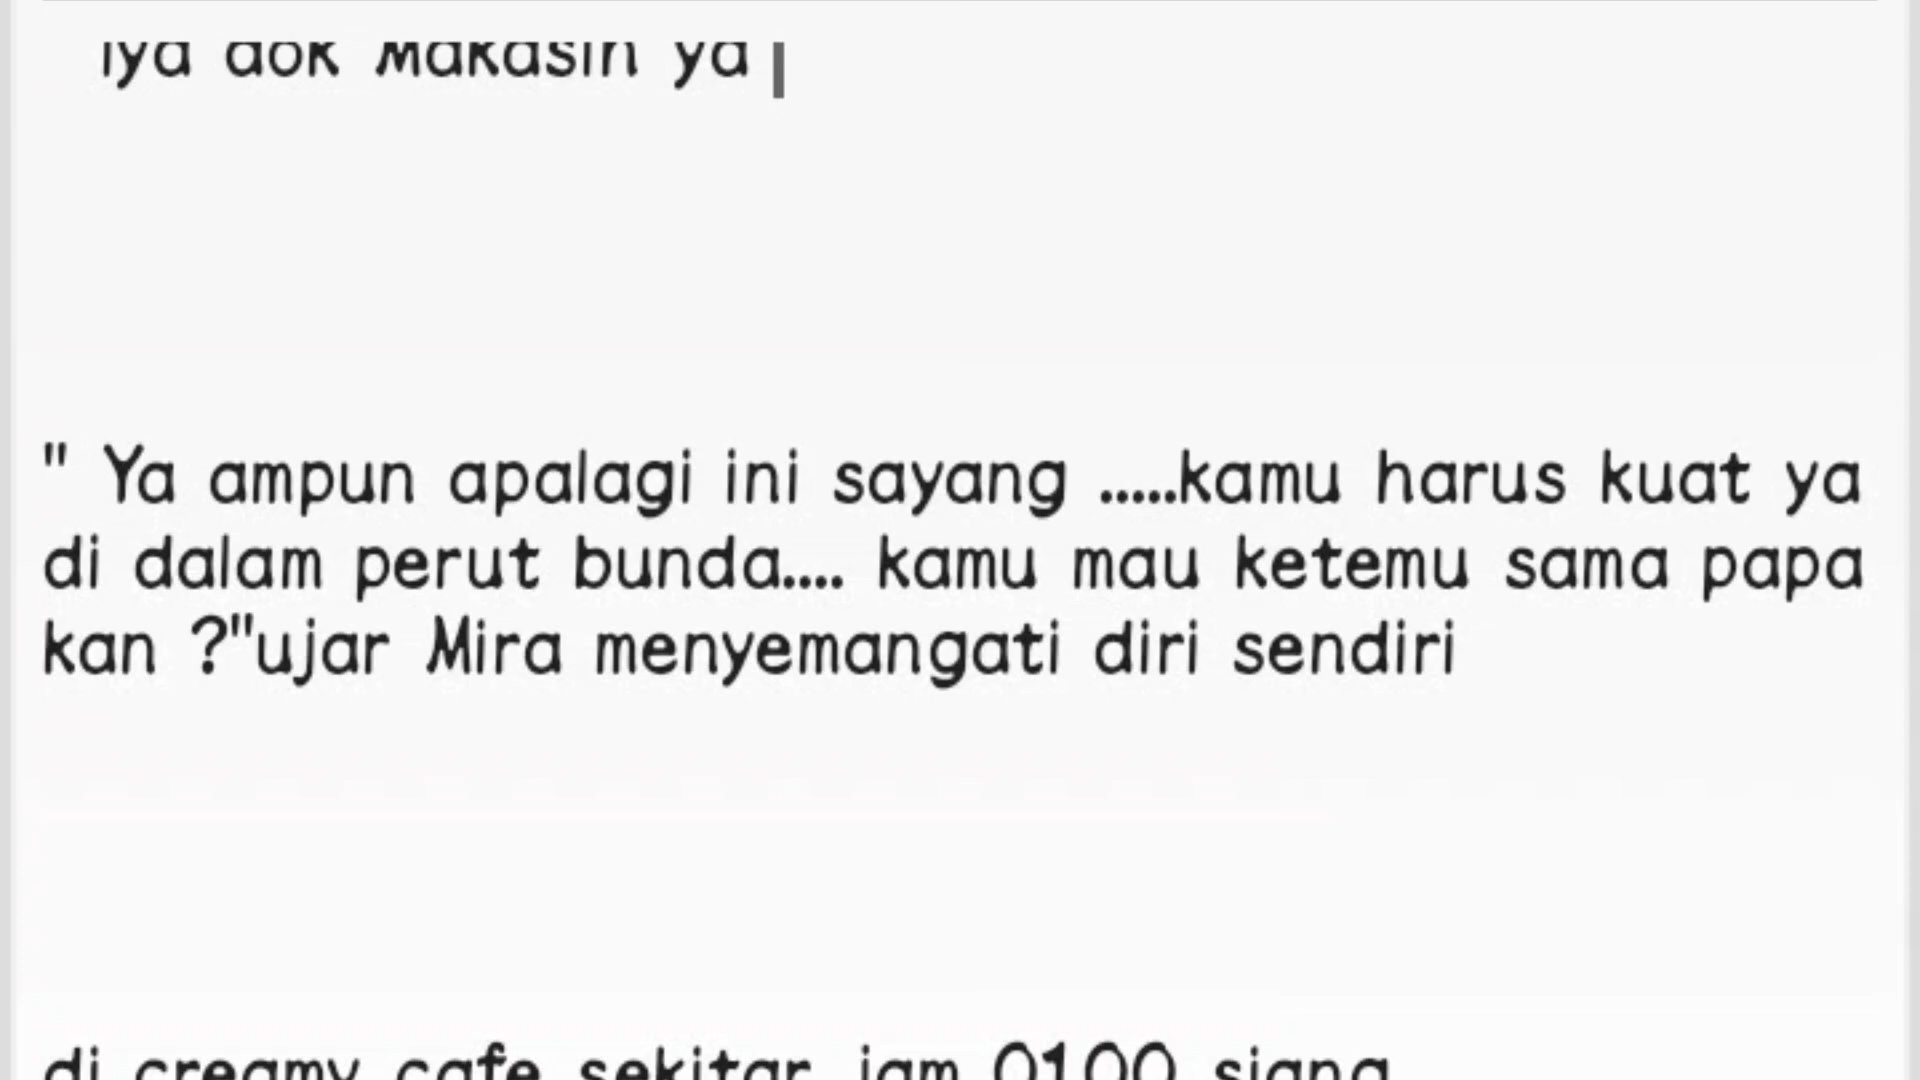 iya dok Makasih ya
" Ya ampun apalagi ini sayang .....kamu harus kuat ya
di dalam perut bunda.... kamu mau ketemu sama papa
kan ?"ujar Mira menyemangati diri sendiri
di creamy cafe sekitar jam 0100 siang